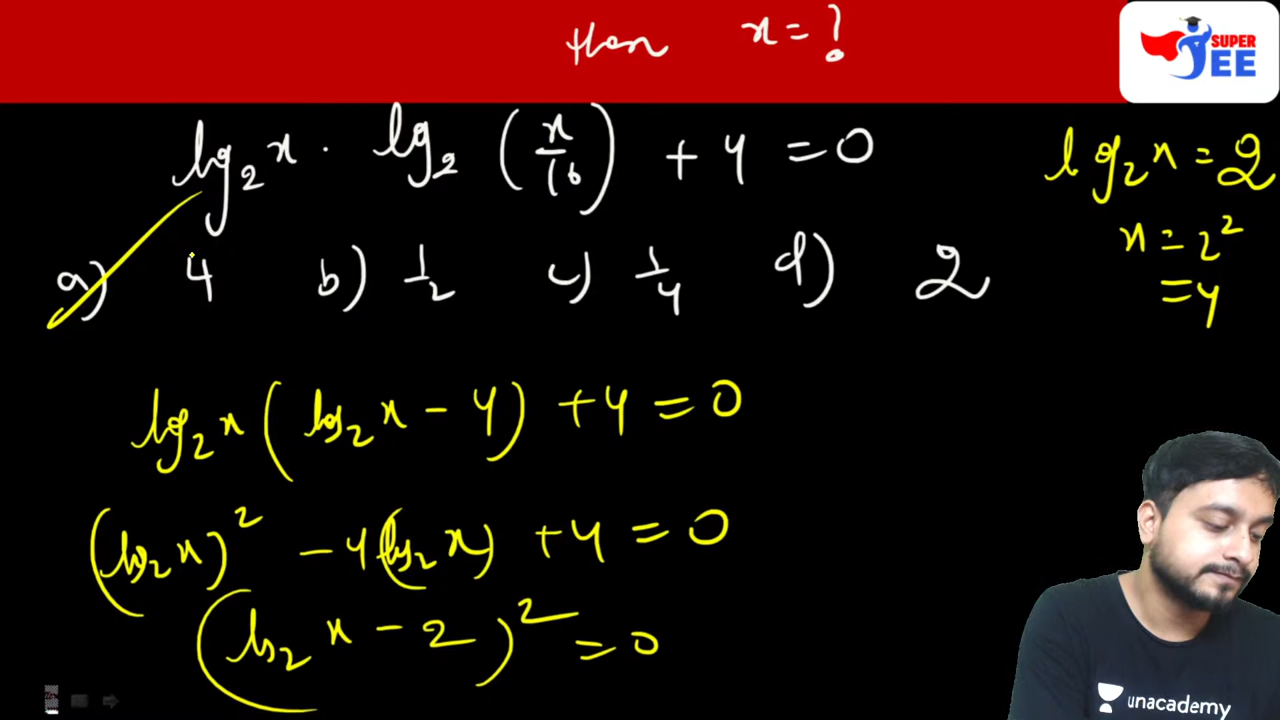 then x = ?
SUPER
JEE
log₂x · log₂(x/16) + 4 = 0
a) 4 b) 1/2 c) 1/4 d) 2
log₂x(log₂x - 4) + 4 = 0
(log₂x)² - 4(log₂x) + 4 = 0
(log₂x - 2)² = 0
log₂x = 2
x = 2²
= 4
unacademy